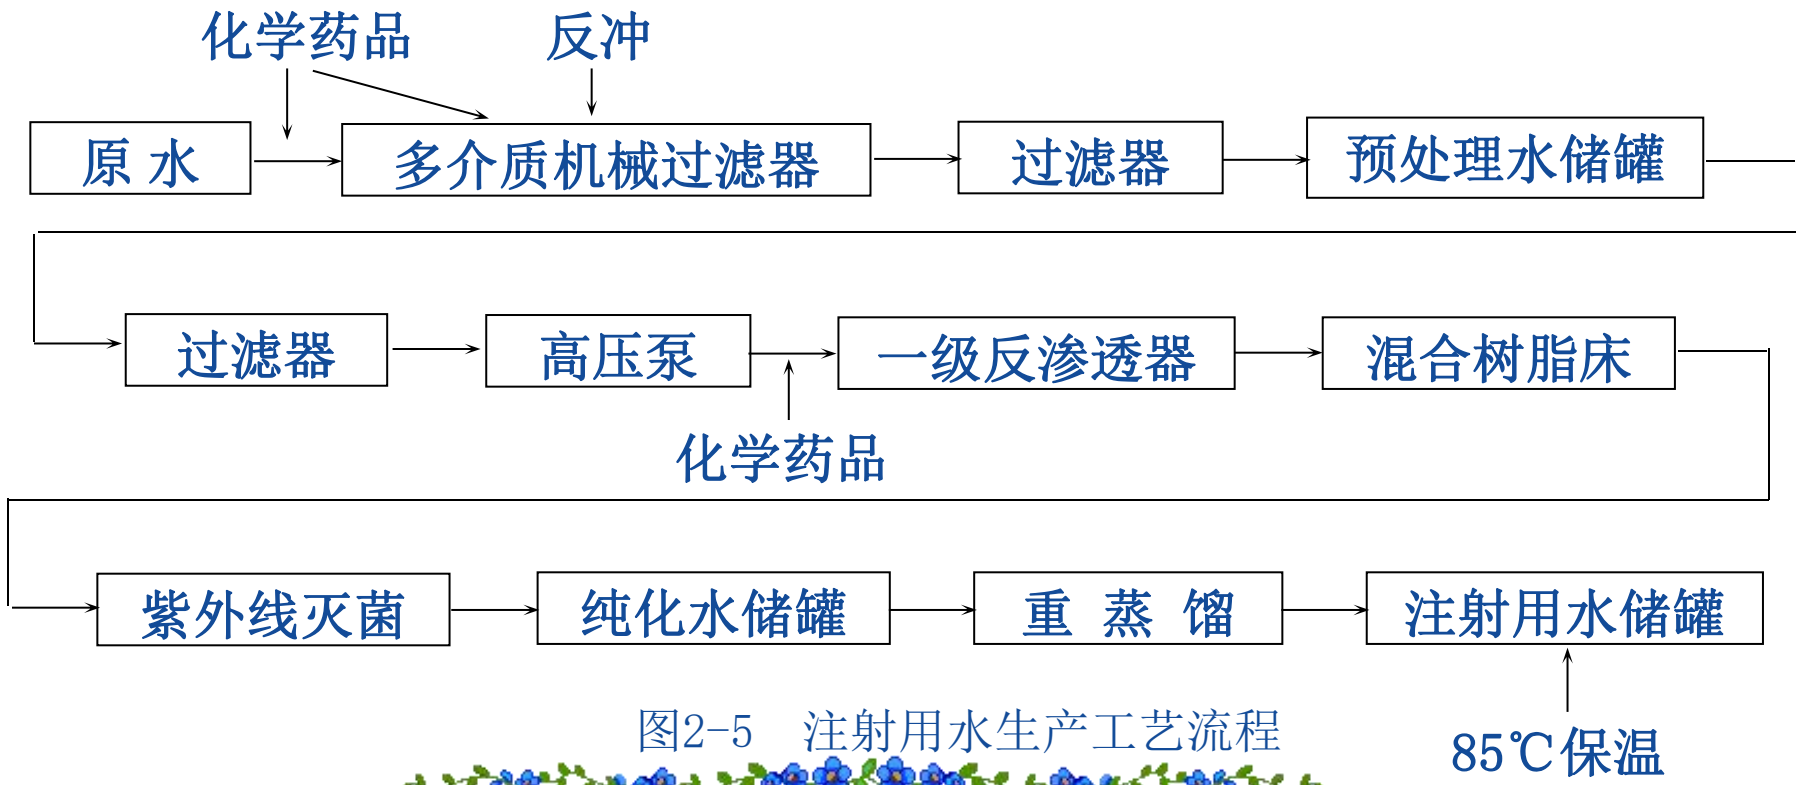 化学药品 反冲
原 水 多介质机械过滤器 过滤器 预处理水储罐
过滤器 高压泵 一级反渗透器 混合树脂床
化学药品
紫外线灭菌 纯化水储罐 重 蒸 馏 注射用水储罐
图2-5 注射用水生产工艺流程
85℃保温